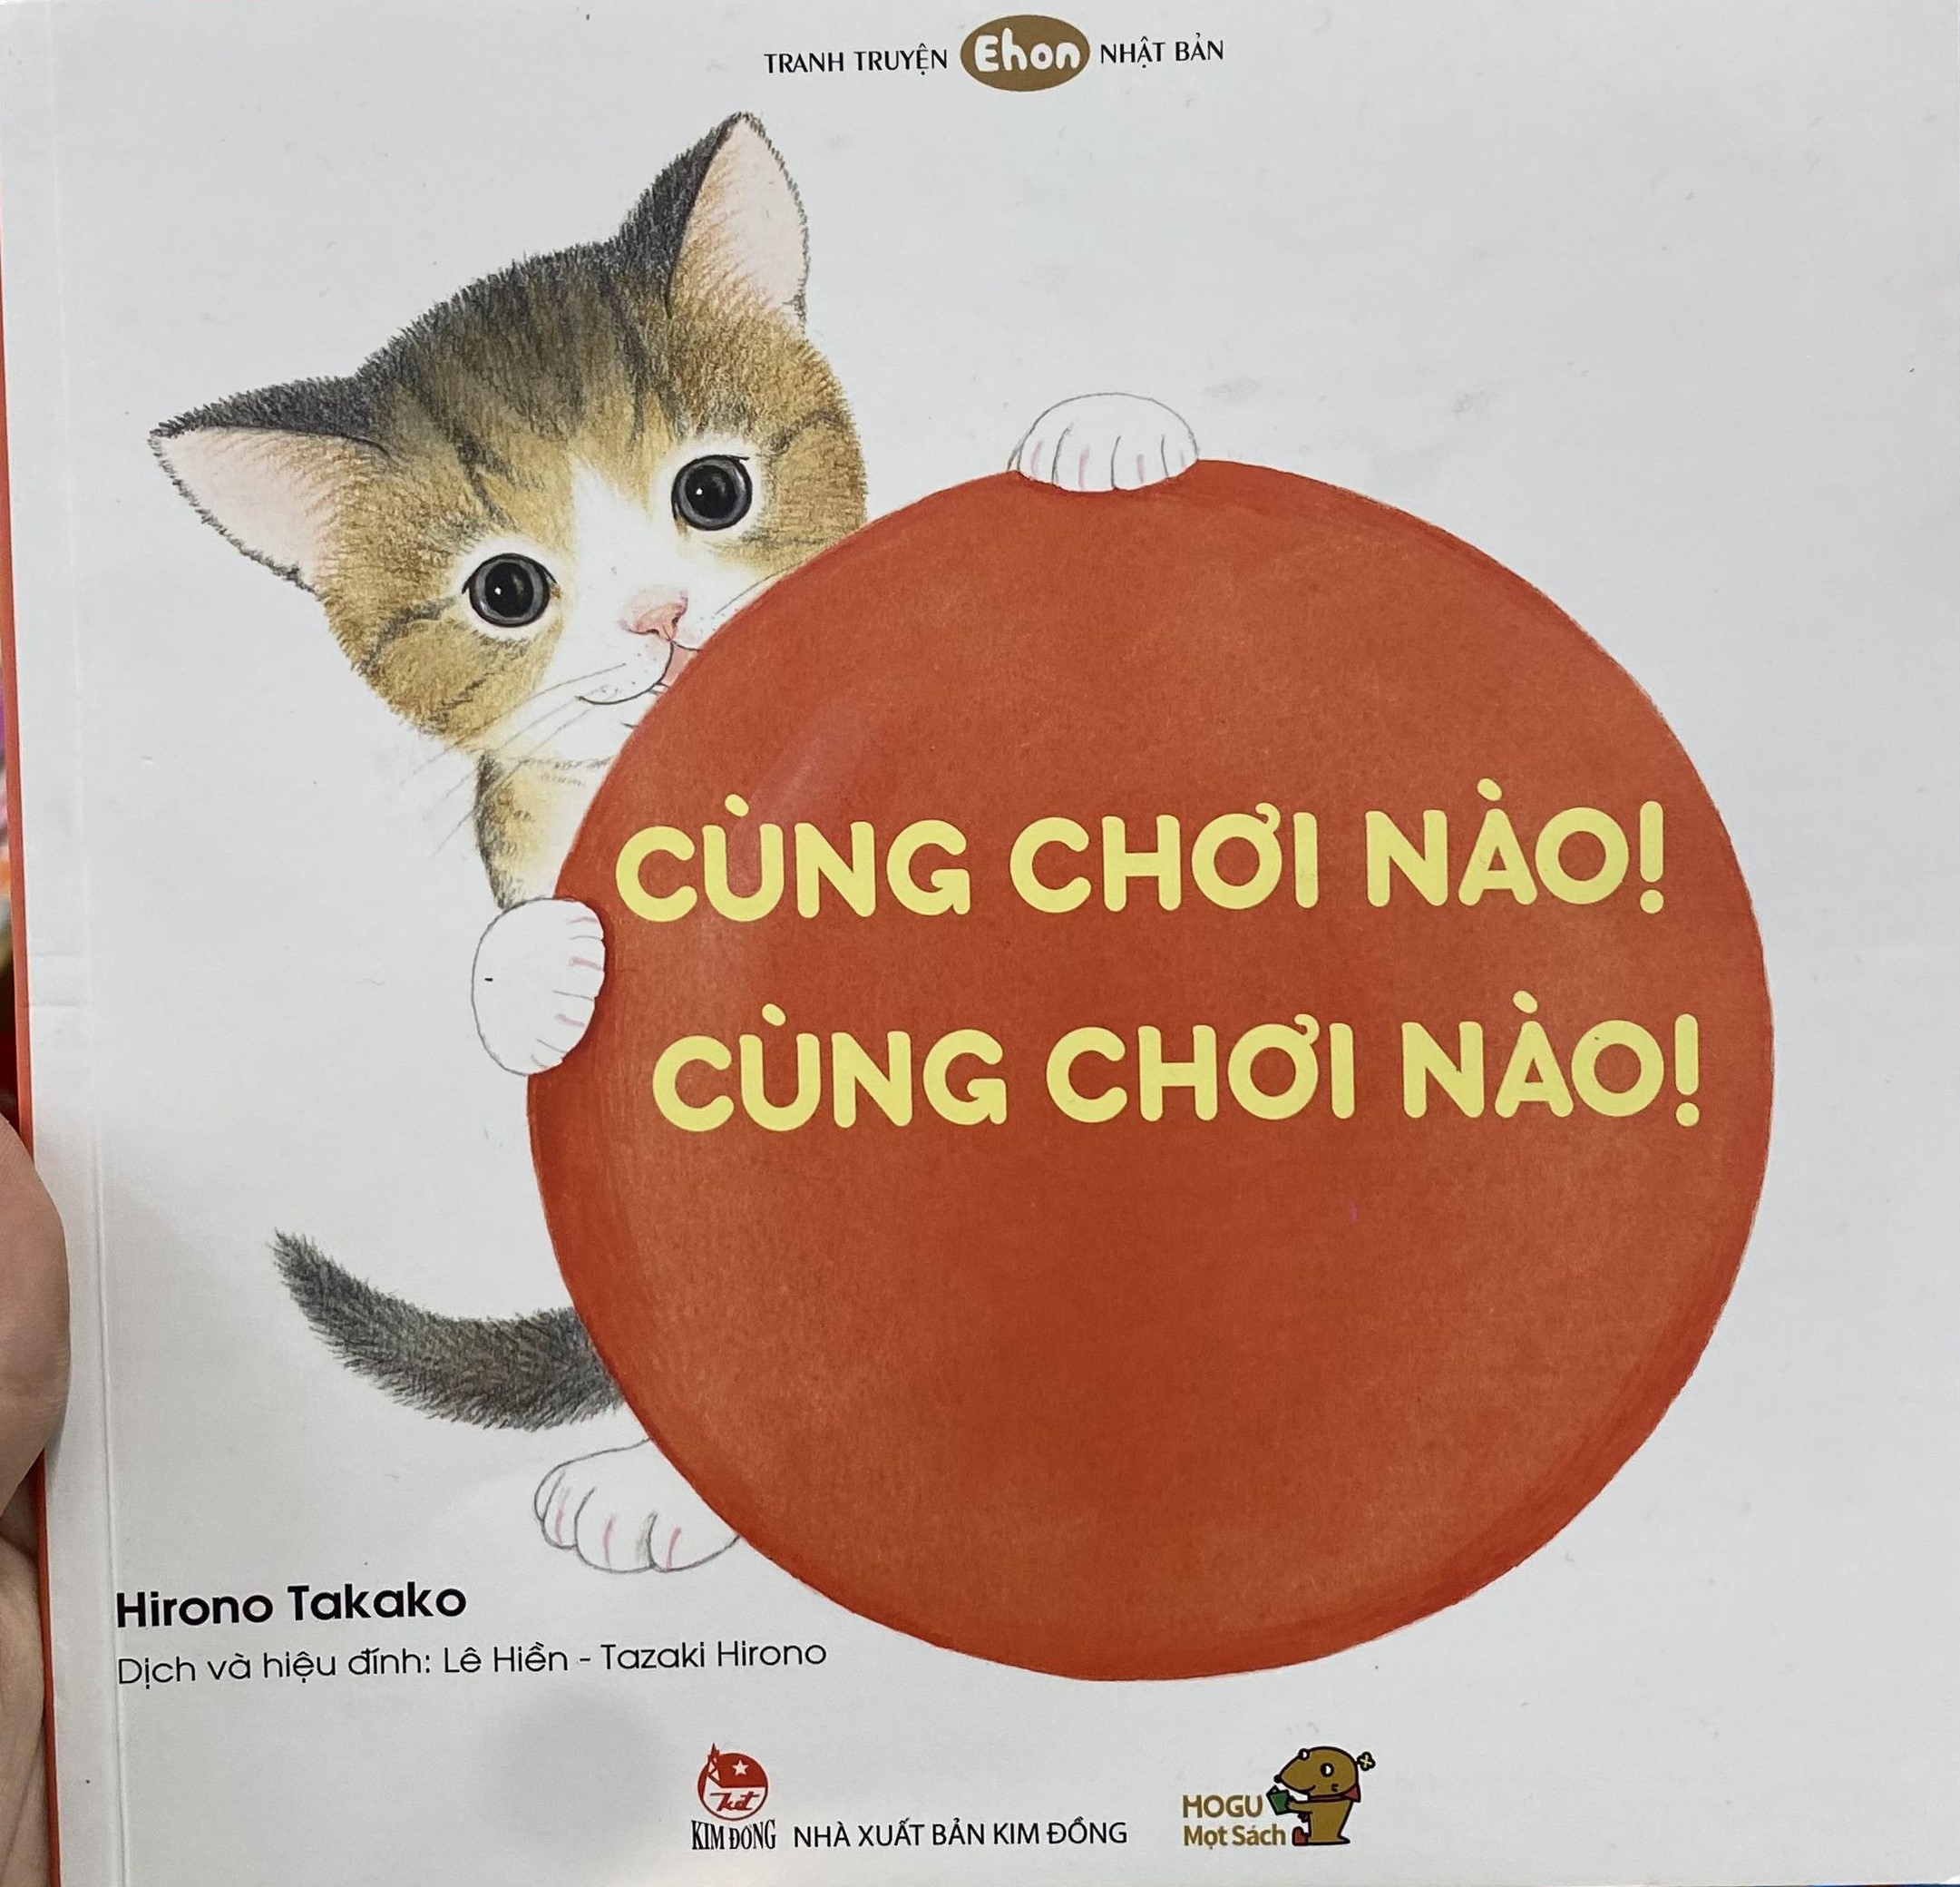 TRANH TRUYỆN Ehon NHẬT BẢN
CÙNG CHƠI NÀO!
CÙNG CHƠI NÀO!
Hirono Takako
Dịch và hiệu đính: Lê Hiền - Tazaki Hirono
kđ
KIM ĐỒNG NHÀ XUẤT BẢN KIM ĐỒNG
MOGU
Mọt Sách